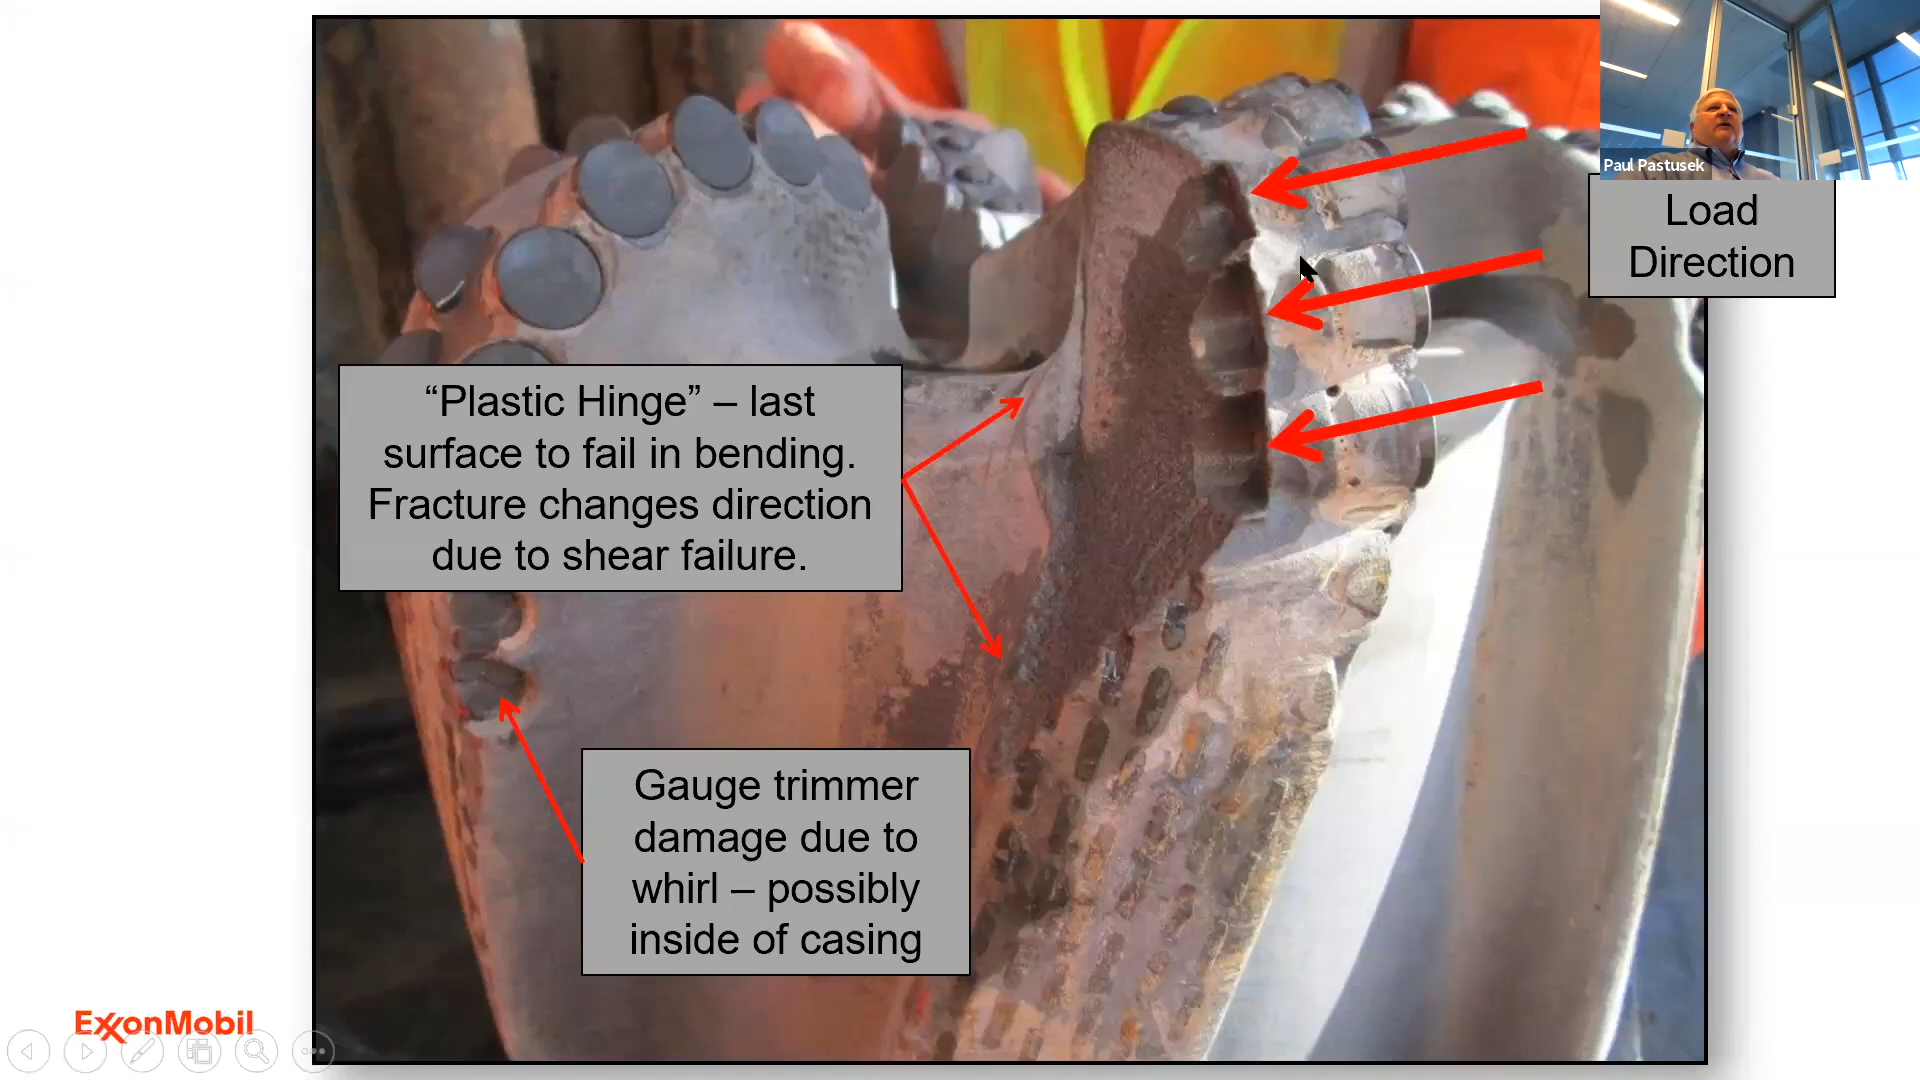 Paul Pastusek
Load
Direction
“Plastic Hinge” – last
surface to fail in bending.
Fracture changes direction
due to shear failure.
Gauge trimmer
damage due to
whirl – possibly
inside of casing
ExxonMobil